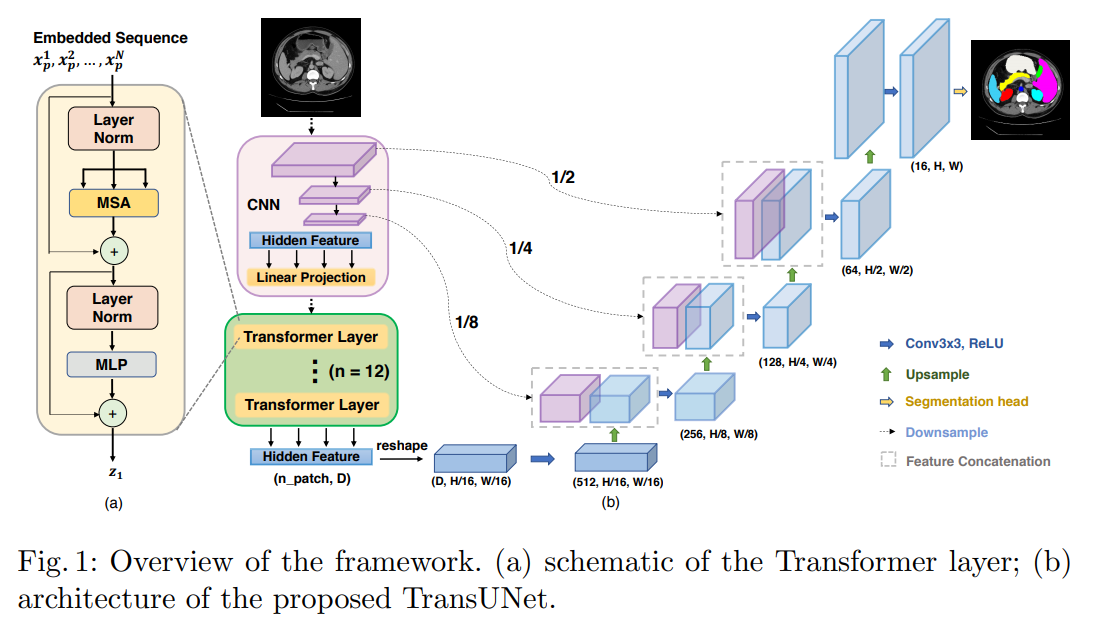 Embedded Sequence
x_p^1, x_p^2, ..., x_p^N
Layer
Norm
MSA
+
Layer
Norm
MLP
+
z_1
(a)
CNN
Hidden Feature
Linear Projection
Transformer Layer
(n = 12)
Transformer Layer
Hidden Feature
(n_patch, D)
reshape
(D, H/16, W/16)
(512, H/16, W/16)
(b)
1/2
1/4
1/8
(256, H/8, W/8)
(128, H/4, W/4)
(64, H/2, W/2)
(16, H, W)
Conv3x3, ReLU
Upsample
Segmentation head
Downsample
Feature Concatenation
Fig. 1: Overview of the framework. (a) schematic of the Transformer layer; (b)
architecture of the proposed TransUNet.